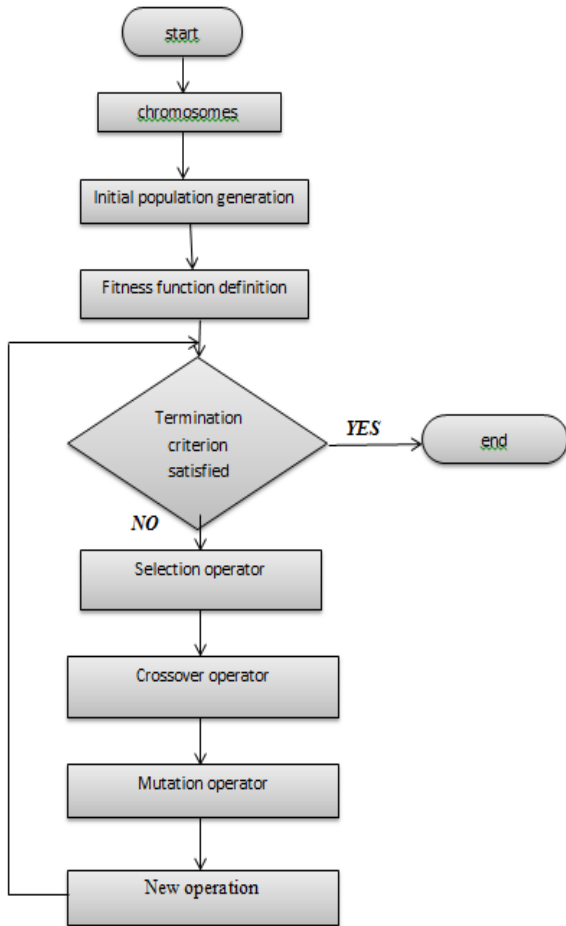 start
chromosomes
Initial population generation
Fitness function definition
Termination
criterion
satisfied
YES
end
NO
Selection operator
Crossover operator
Mutation operator
New operation